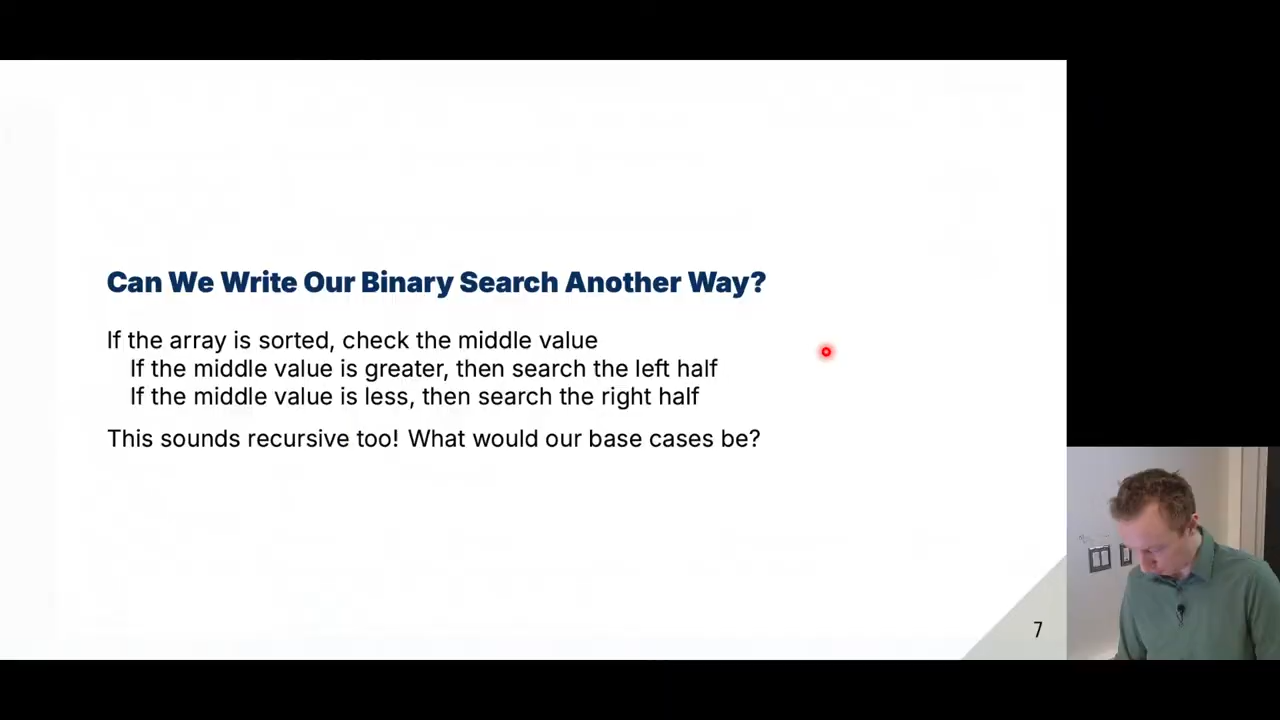 Can We Write Our Binary Search Another Way?
If the array is sorted, check the middle value
If the middle value is greater, then search the left half
If the middle value is less, then search the right half
This sounds recursive too! What would our base cases be?
7